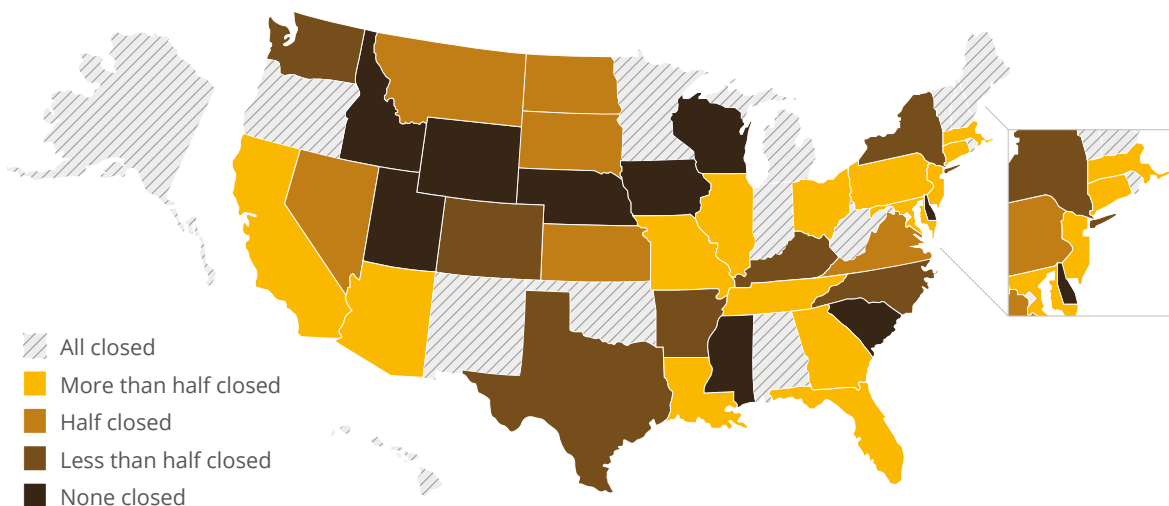 All closed
More than half closed
Half closed
Less than half closed
None closed